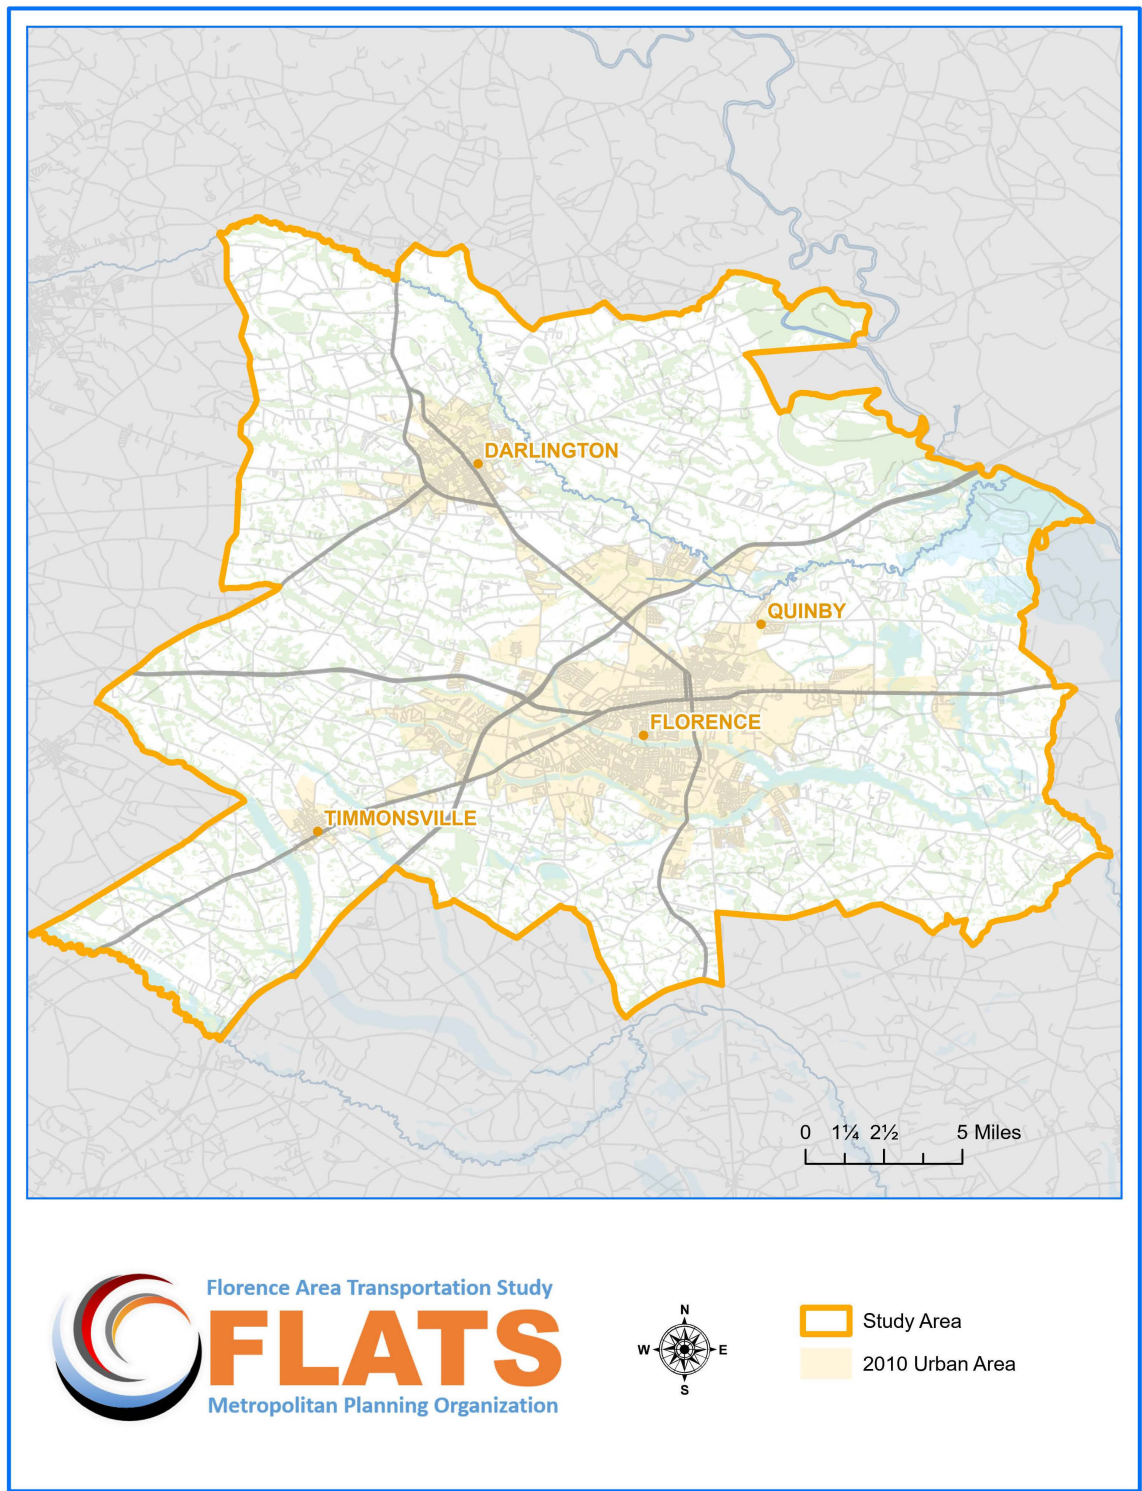 DARLINGTON
QUINBY
FLORENCE
TIMMONSVILLE
0 1¼ 2½ 5 Miles
Florence Area Transportation Study
FLATS
Metropolitan Planning Organization
N
W E
S
Study Area
2010 Urban Area